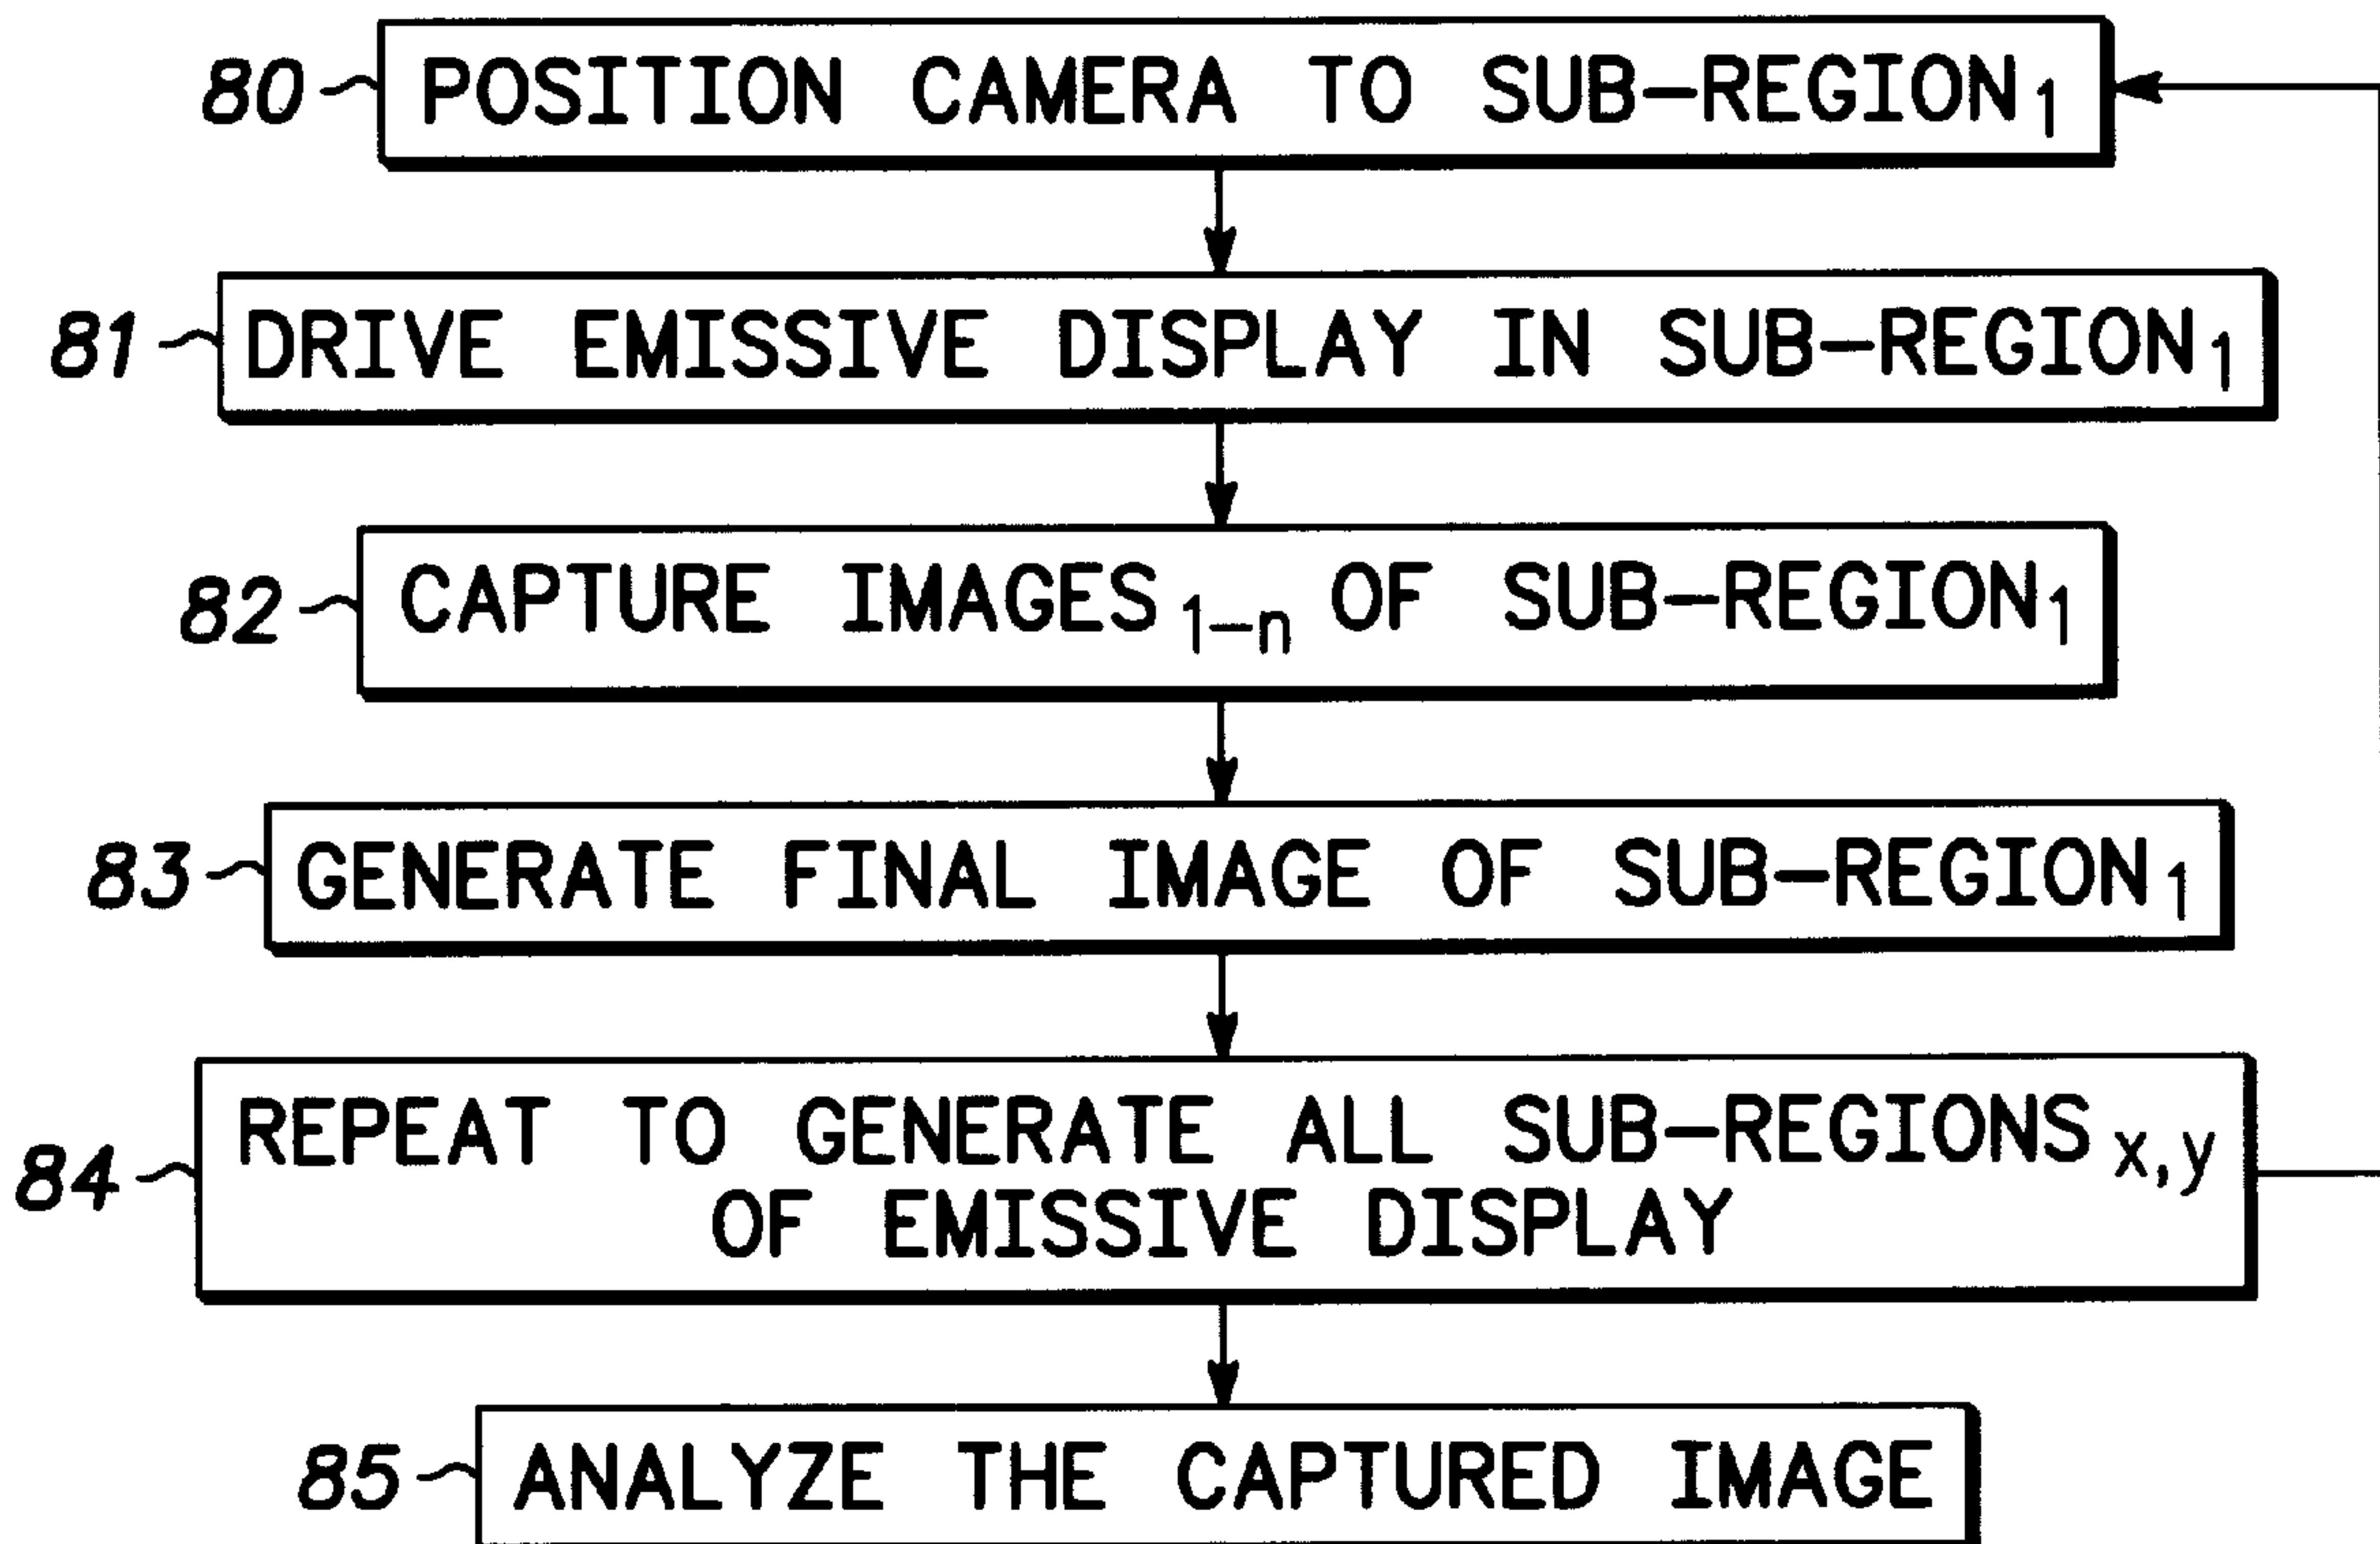 80 POSITION CAMERA TO SUB-REGION₁
81 DRIVE EMISSIVE DISPLAY IN SUB-REGION₁
82 CAPTURE IMAGES₁₋ₙ OF SUB-REGION₁
83 GENERATE FINAL IMAGE OF SUB-REGION₁
84 REPEAT TO GENERATE ALL SUB-REGIONS x,y
OF EMISSIVE DISPLAY
85 ANALYZE THE CAPTURED IMAGE